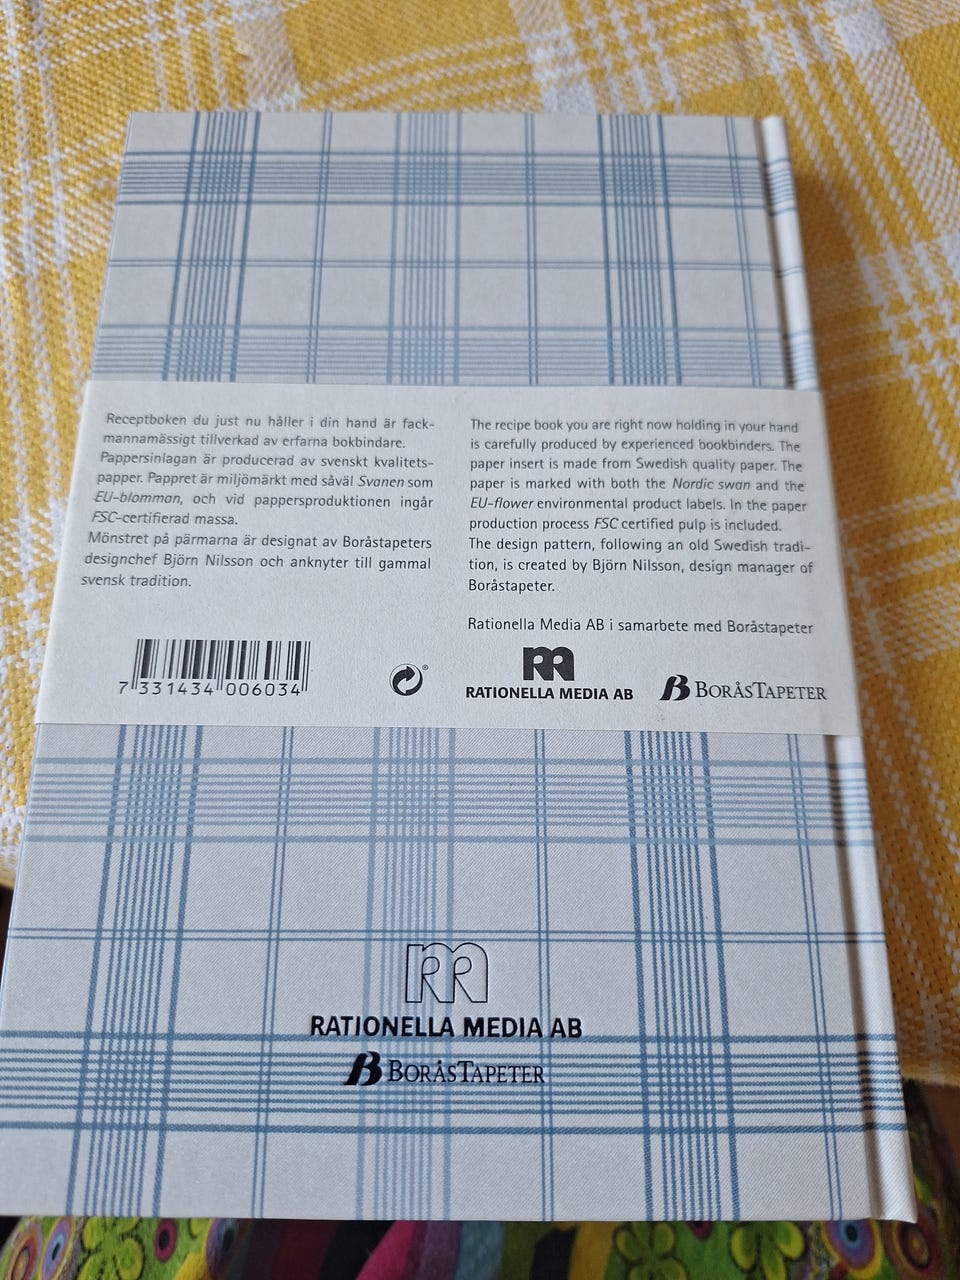 Receptboken du just nu håller i din hand är fack-
mannamässigt tillverkad av erfarna bokbindare.
Pappersinlagan är producerad av svenskt kvalitets-
papper. Pappret är miljömärkt med såväl Svanen som
EU-blomman, och vid pappersproduktionen ingår
FSC-certifierad massa.
Mönstret på pärmarna är designat av Boråstapeters
designchef Björn Nilsson och anknyter till gammal
svensk tradition.
7 331434 006034
The recipe book you are right now holding in your hand
is carefully produced by experienced bookbinders. The
paper insert is made from Swedish quality paper. The
paper is marked with both the Nordic swan and the
EU-flower environmental product labels. In the paper
production process FSC certified pulp is included.
The design pattern, following an old Swedish tradi-
tion, is created by Björn Nilsson, design manager of
Boråstapeter.
Rationella Media AB i samarbete med Boråstapeter
RATIONELLA MEDIA AB
BORÅSTAPETER
RATIONELLA MEDIA AB
BORÅSTAPETER